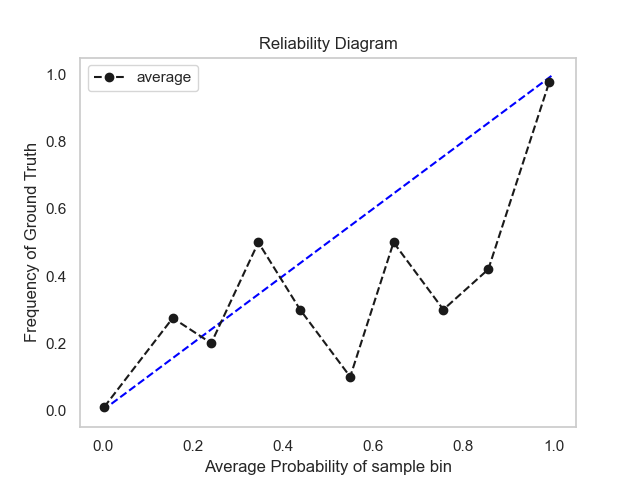 Reliability Diagram
average
Frequency of Ground Truth
1.0
0.8
0.6
0.4
0.2
0.0
0.0 0.2 0.4 0.6 0.8 1.0
Average Probability of sample bin